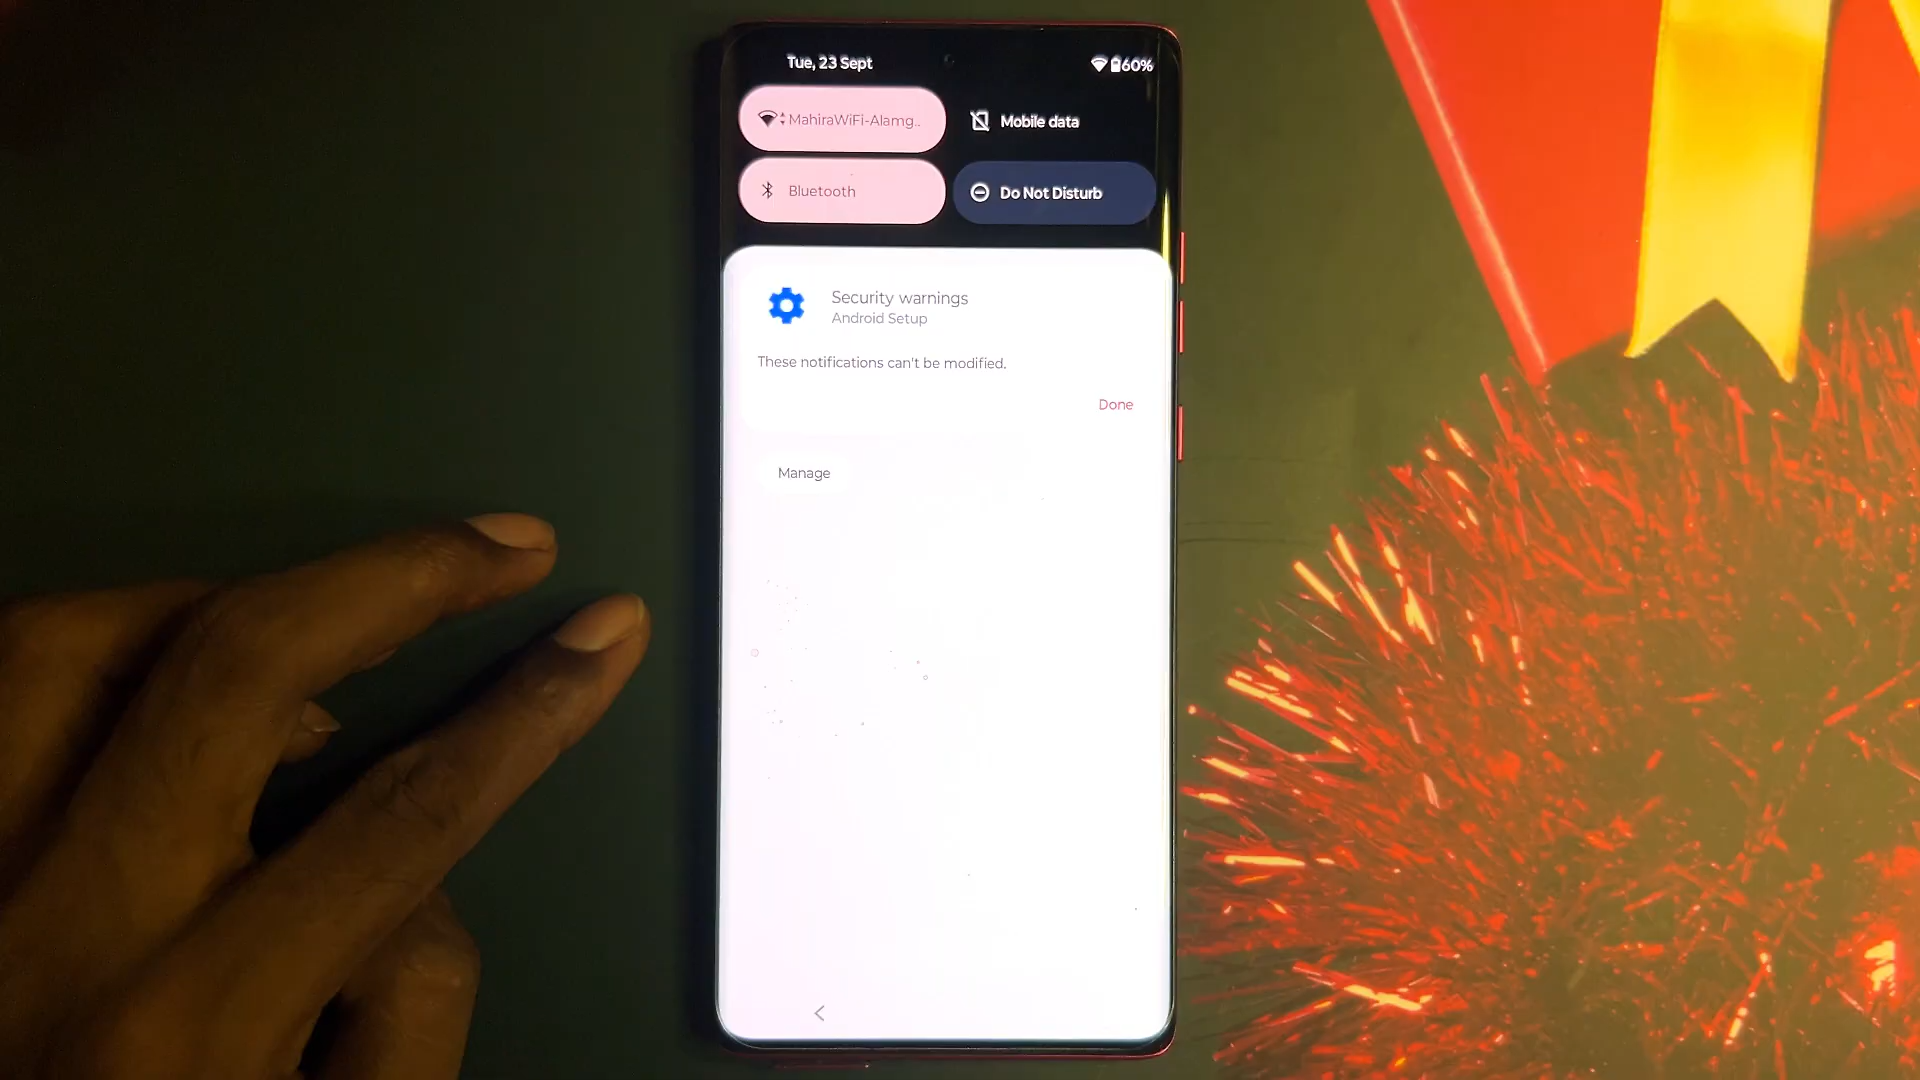 Tue, 23 Sept
60%
MahiraWiFi-Alamg..
Mobile data
Bluetooth
Do Not Disturb
Security warnings
Android Setup
These notifications can't be modified.
Done
Manage